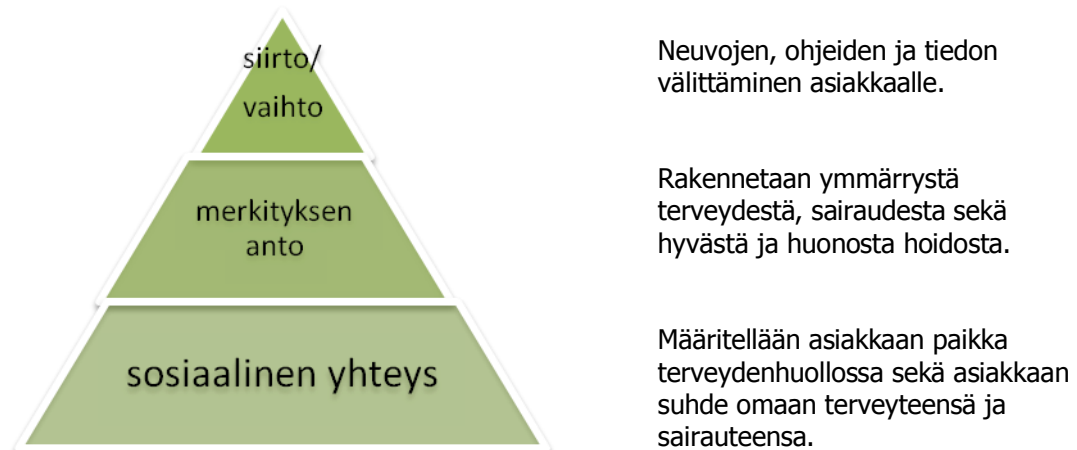 siirto/
vaihto
Neuvojen, ohjeiden ja tiedon
välittäminen asiakkaalle.
merkityksen
anto
Rakennetaan ymmärrystä
terveydestä, sairaudesta sekä
hyvästä ja huonosta hoidosta.
sosiaalinen yhteys
Määritellään asiakkaan paikka
terveydenhuollossa sekä asiakkaan
suhde omaan terveyteensä ja
sairauteensa.